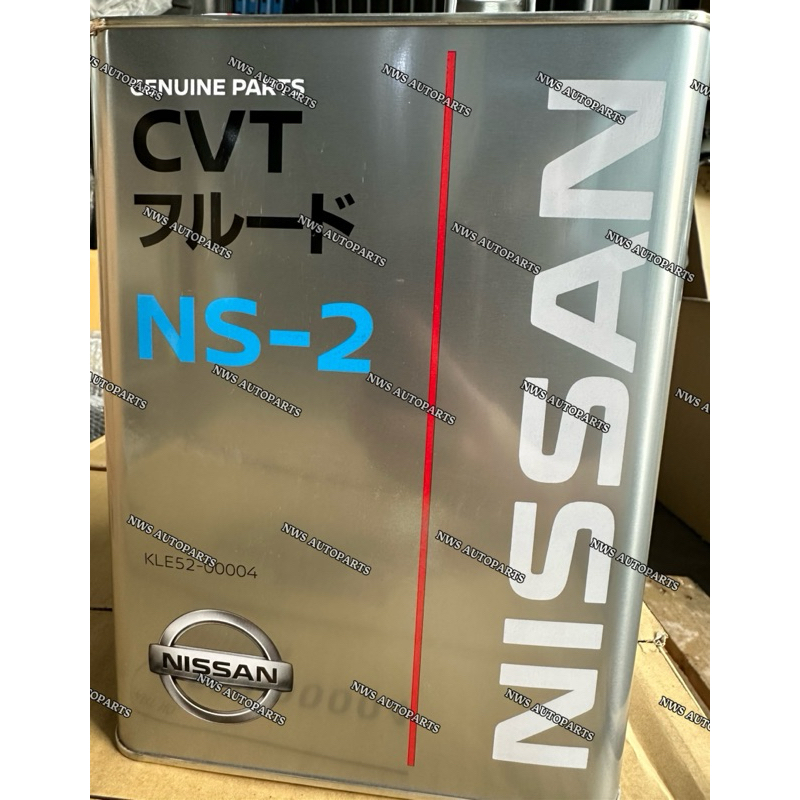 GENUINE PARTS
CVT
フルード
NS-2
KLE52-00004
NISSAN
NISSAN
NWS AUTOPARTS